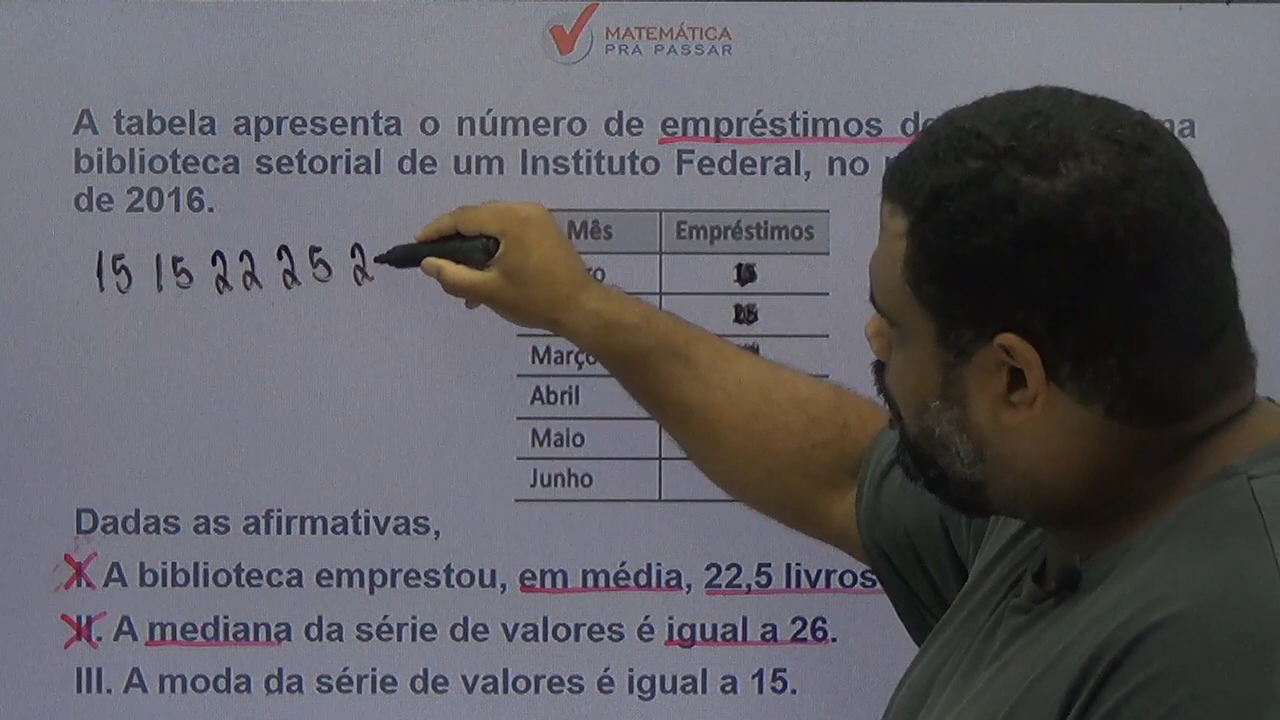 MATEMÁTICA
PRA PASSAR
A tabela apresenta o número de empréstimos
biblioteca setorial de um Instituto Federal, no
de 2016.
15 15 22 25 2
Mês Empréstimos
15
25
Março
Abril
Maio
Junho
Dadas as afirmativas,
I. A biblioteca emprestou, em média, 22,5 livros
II. A mediana da série de valores é igual a 26.
III. A moda da série de valores é igual a 15.